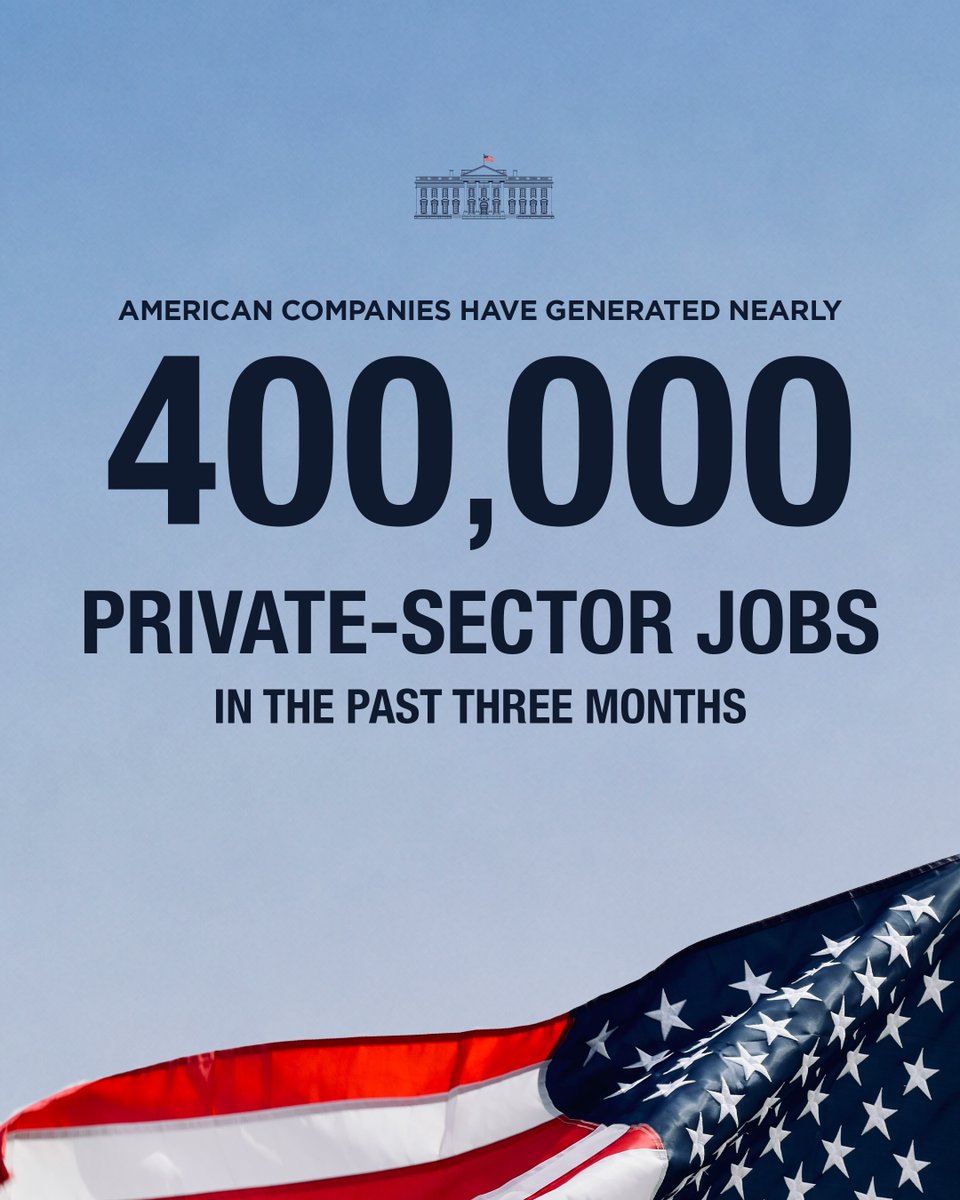 AMERICAN COMPANIES HAVE GENERATED NEARLY
400,000
PRIVATE-SECTOR JOBS
IN THE PAST THREE MONTHS